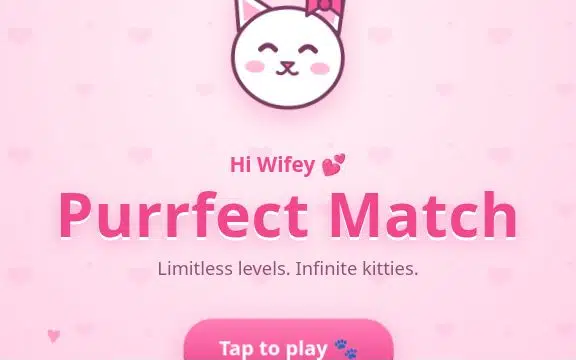 Hi Wifey 💕
Purrfect Match
Limitless levels. Infinite kitties.
Tap to play 🐾